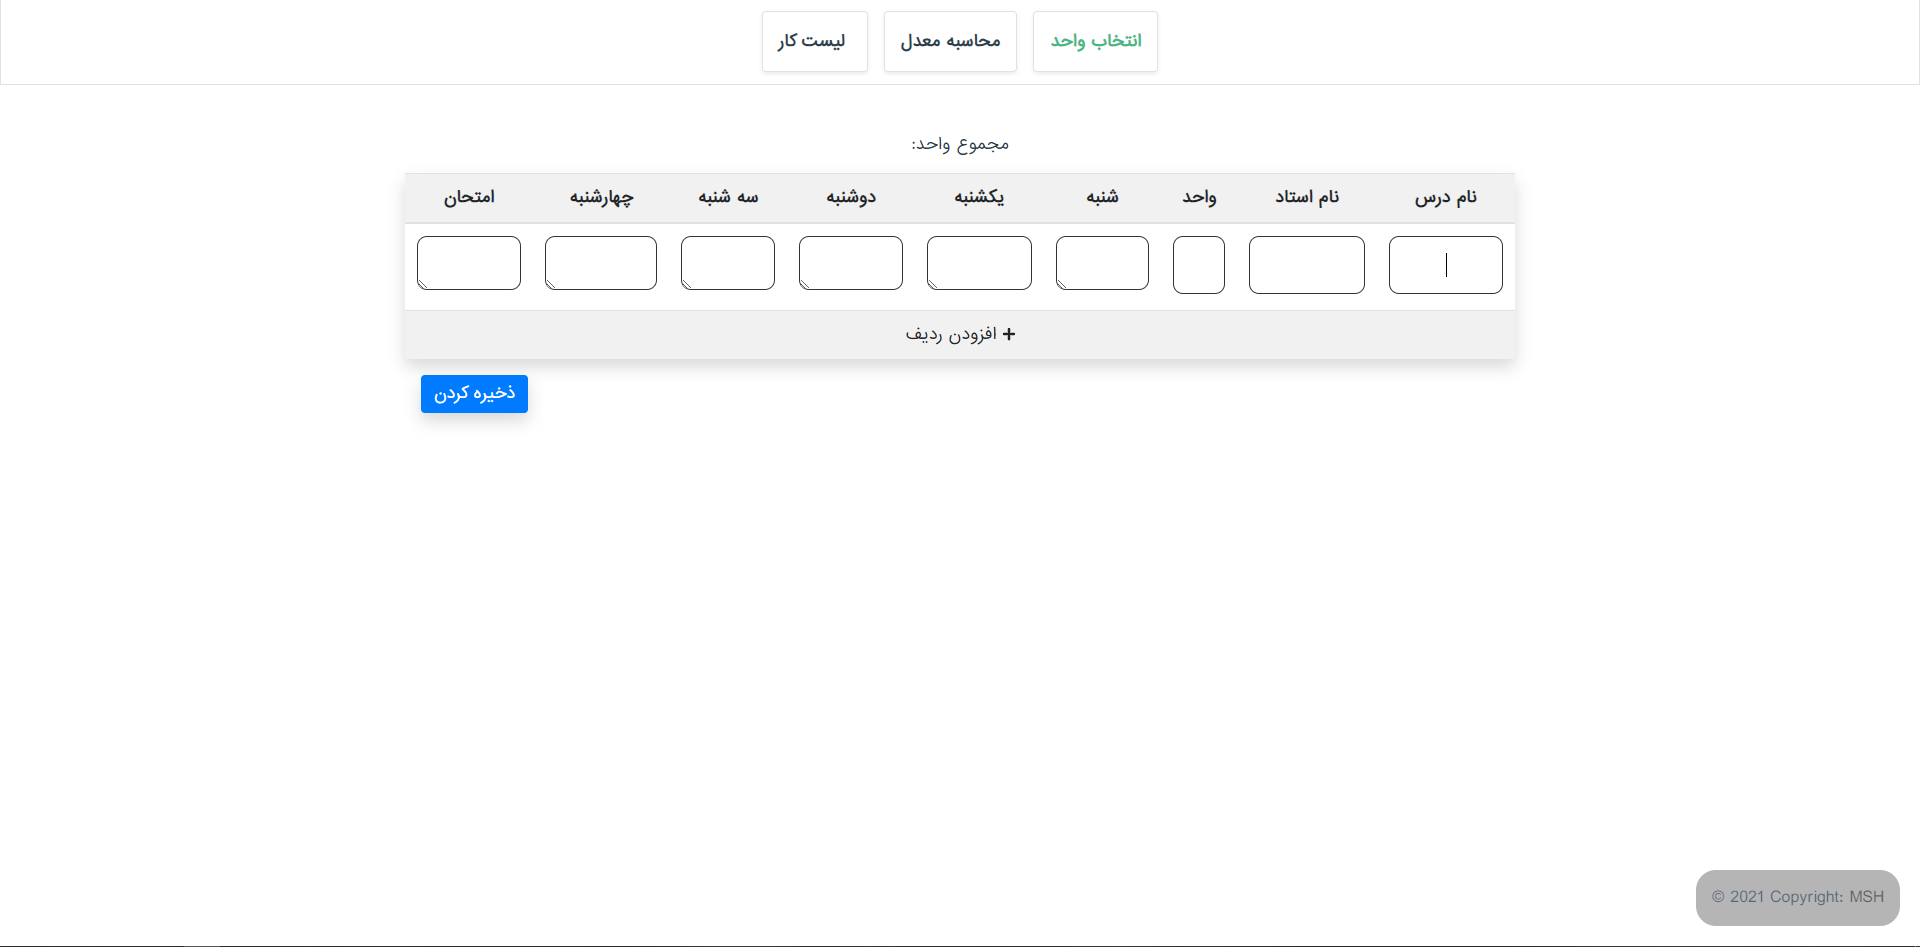 انتخاب واحد
محاسبه معدل
لیست کار
مجموع واحد:
نام درس
نام استاد
واحد
شنبه
یکشنبه
دوشنبه
سه شنبه
چهارشنبه
امتحان
+ افزودن ردیف
ذخیره کردن
© 2021 Copyright: MSH